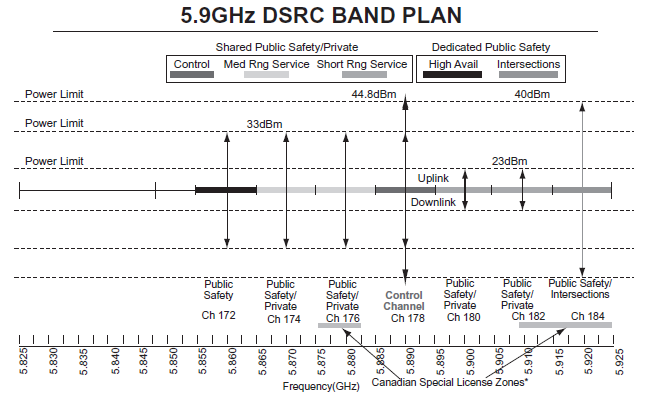 5.9GHz DSRC BAND PLAN
Shared Public Safety/Private Dedicated Public Safety
Control Med Rng Service Short Rng Service High Avail Intersections
Power Limit 44.8dBm 40dBm
Power Limit 33dBm
Power Limit 23dBm
Uplink
Downlink
Public Safety Ch 172
Public Safety/ Private Ch 174
Public Safety/ Private Ch 176
Control Channel Ch 178
Public Safety/ Private Ch 180
Public Safety/ Private Ch 182
Public Safety/ Intersections Ch 184
5.825 5.830 5.835 5.840 5.845 5.850 5.855 5.860 5.865 5.870 5.875 5.880 5.885 5.890 5.895 5.900 5.905 5.910 5.915 5.920 5.925
Frequency(GHz) Canadian Special License Zones*